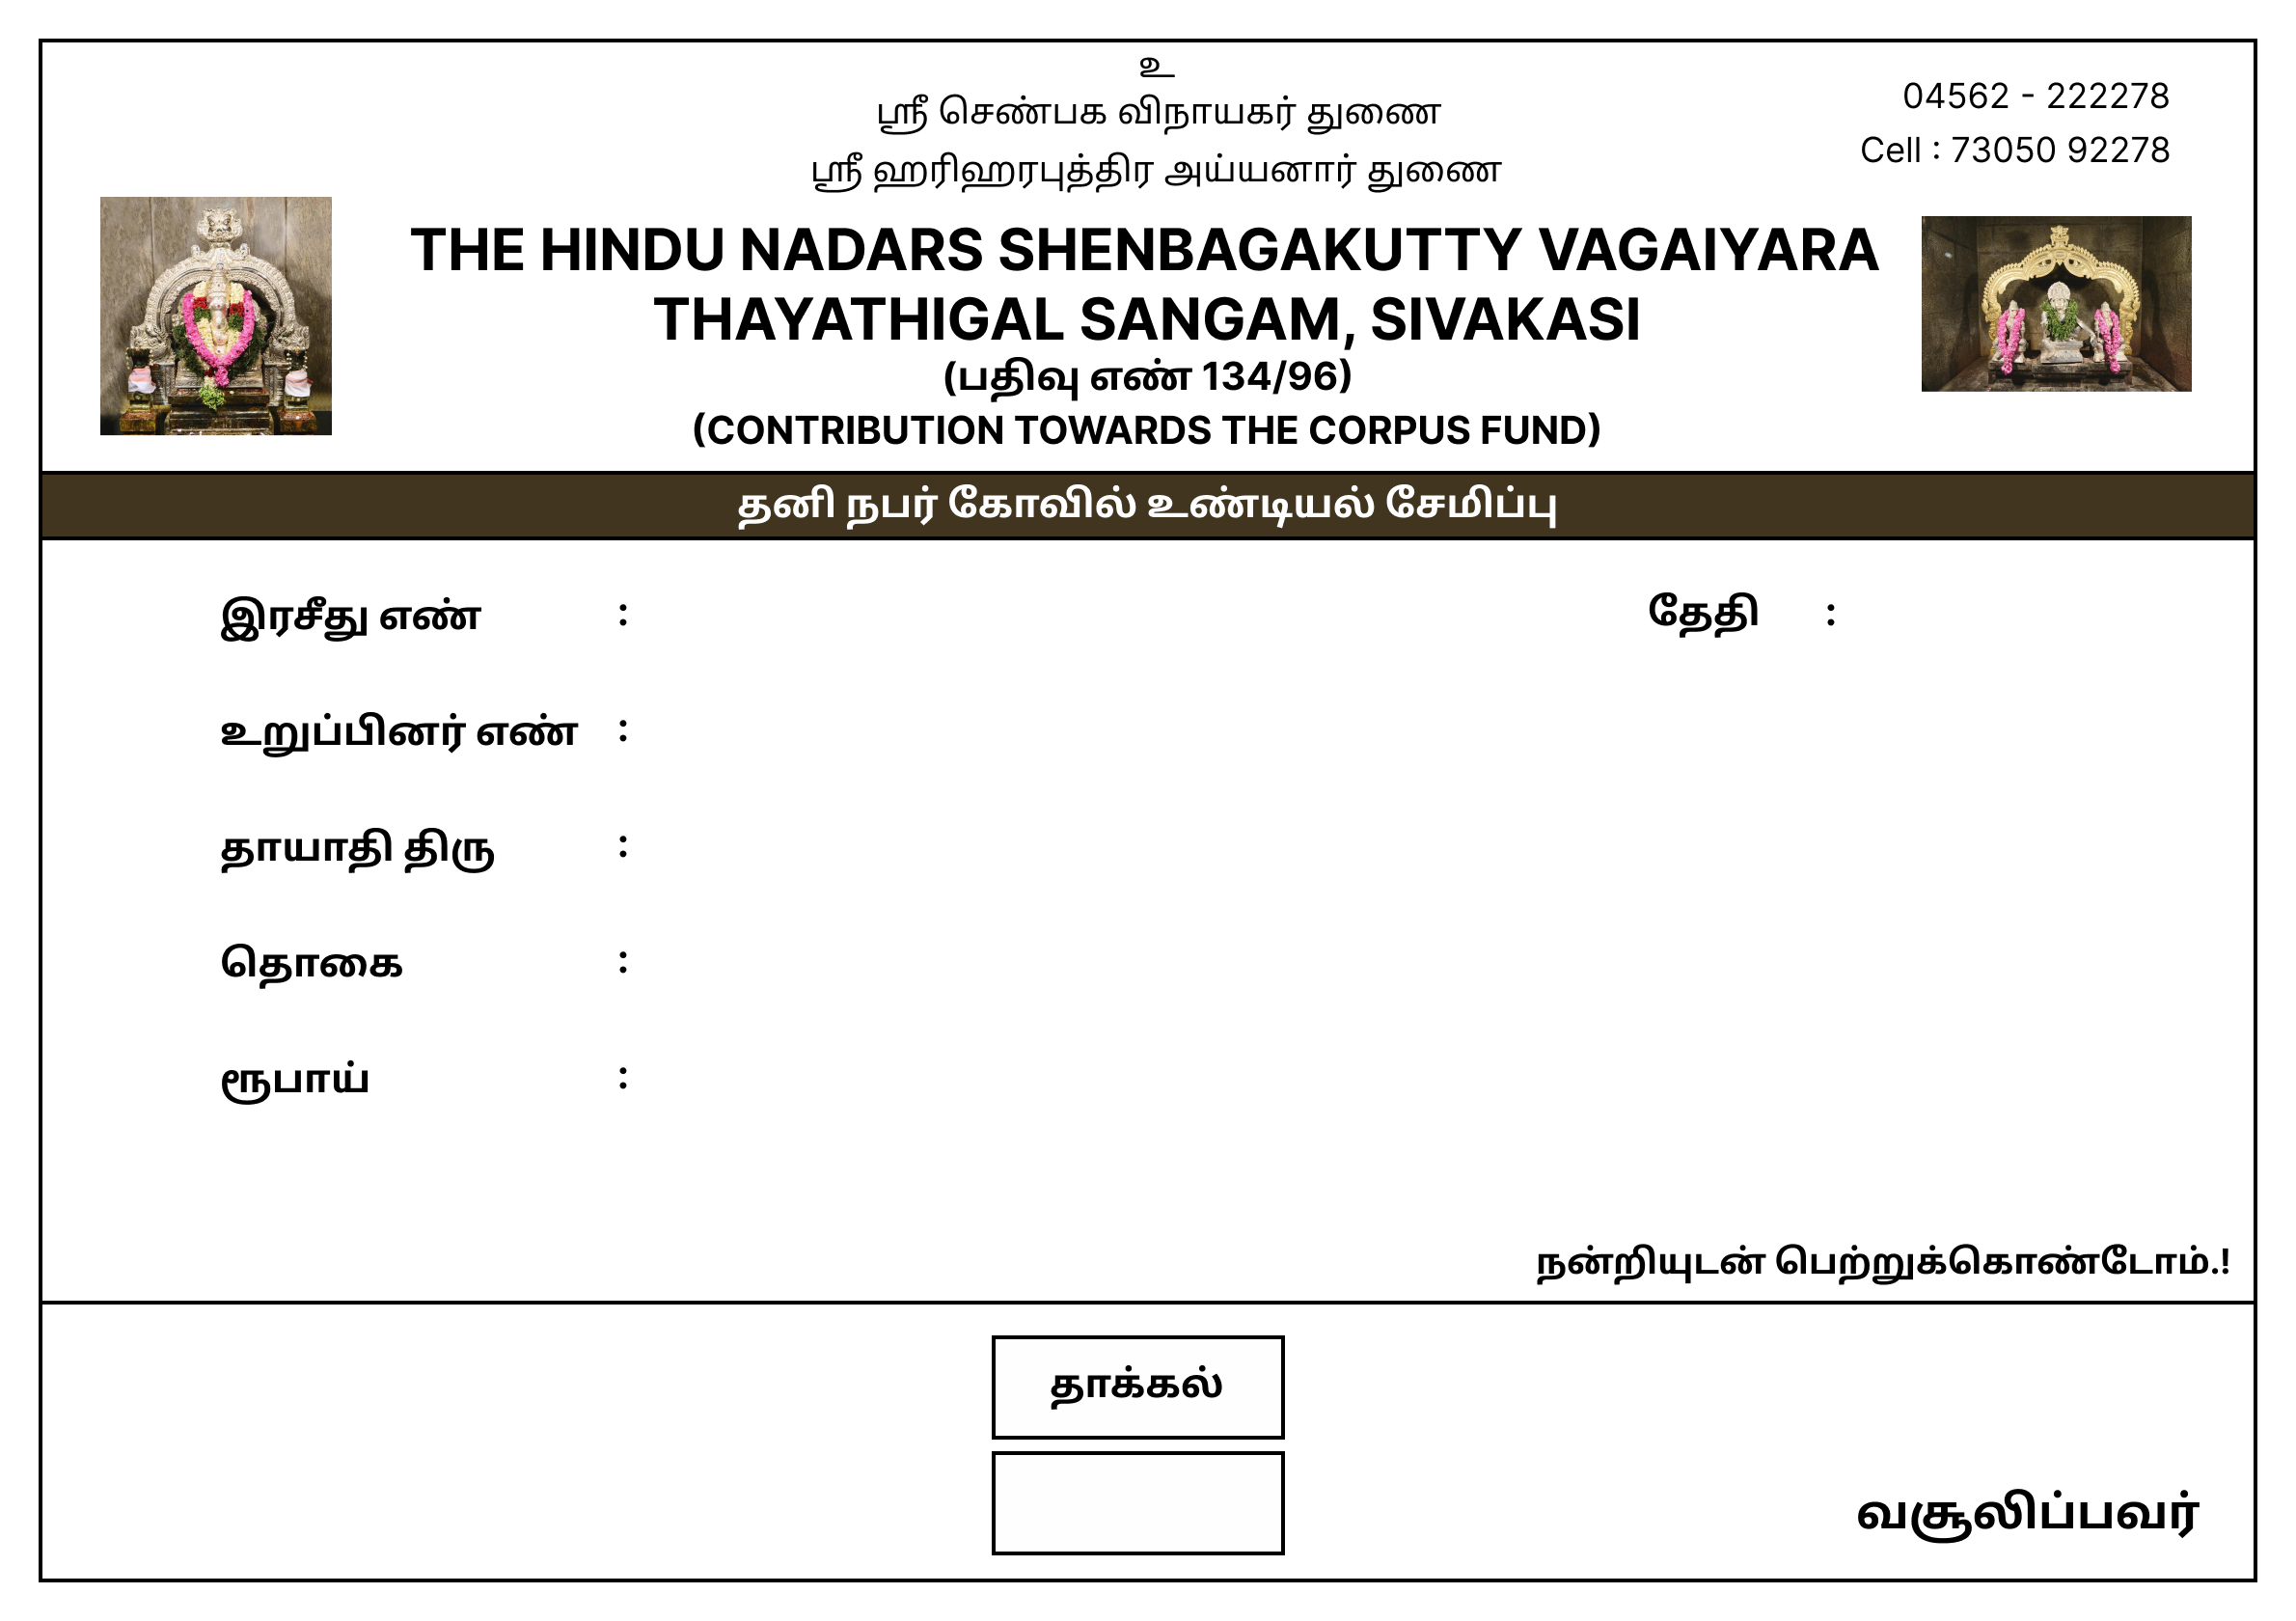 உ
ஸ்ரீ செண்பக விநாயகர் துணை
ஸ்ரீ ஹரிஹரபுத்திர அய்யனார் துணை
04562 - 222278
Cell : 73050 92278
THE HINDU NADARS SHENBAGAKUTTY VAGAIYARA
THAYATHIGAL SANGAM, SIVAKASI
(பதிவு எண் 134/96)
(CONTRIBUTION TOWARDS THE CORPUS FUND)
தனி நபர் கோவில் உண்டியல் சேமிப்பு
இரசீது எண் : தேதி :
உறுப்பினர் எண் :
தாயாதி திரு :
தொகை :
ரூபாய் :
நன்றியுடன் பெற்றுக்கொண்டோம்.!
தாக்கல்
வசூலிப்பவர்